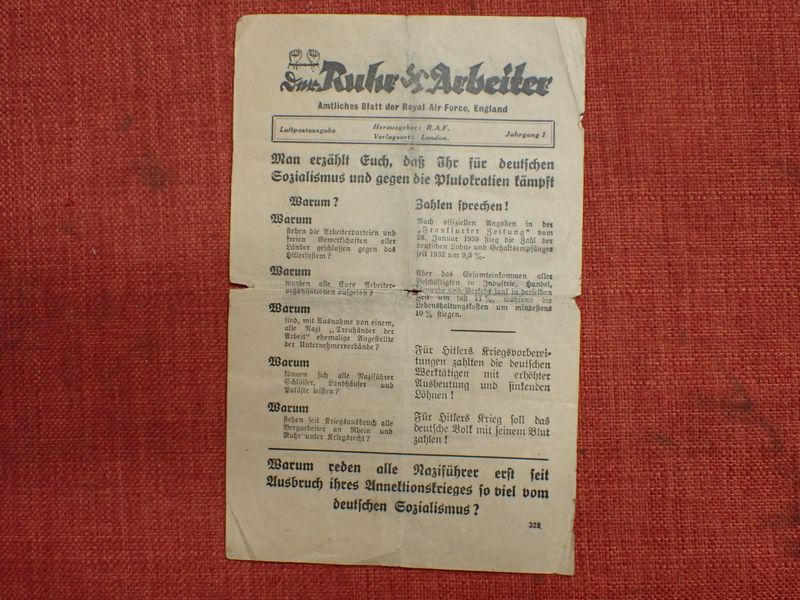 Der Ruhr Arbeiter
Amtliches Blatt der Royal Air Force, England
Luftpostausgabe
Herausgeber: R.A.F.
Verlagsort: London.
Jahrgang 1
Man erzählt Euch, daß Ihr für deutschen
Sozialismus und gegen die Plutokratien kämpft
Warum?
Warum
stehen die Arbeiterparteien und
freien Gewerkschaften aller
Länder geschlossen gegen das
Hitlersystem?
Warum
wurden alle Eure Arbeiter-
organisationen aufgelöst?
Warum
sind, mit Ausnahme von einem,
alle Nazi „Treuhänder der
Arbeit" ehemalige Angestellte
der Unternehmerverbände?
Warum
können sich alle Naziführer
Schlösser, Landhäuser und
Paläste leisten?
Warum
stehen seit Kriegsausbruch alle
Bergarbeiter an Rhein und
Ruhr unter Kriegsrecht?
Zahlen sprechen!
Nach offiziellen Angaben in der
„Frankfurter Zeitung" vom
28. Januar 1939 stieg die Zahl der
deutschen Lohn- und Gehaltsempfänger
seit 1932 um 9,5 %.
Aber das Gesamteinkommen aller
Beschäftigten in Industrie, Handel,
Gewerbe und Verkehr sank in derselben
Zeit um fast 11%, während die
Lebenshaltungskosten um mindestens
10 % stiegen.
Für Hitlers Kriegsvorberei-
tungen zahlten die deutschen
Werktätigen mit erhöhter
Ausbeutung und sinkenden
Löhnen!
Für Hitlers Krieg soll das
deutsche Volk mit seinem Blut
zahlen!
Warum reden alle Naziführer erst seit
Ausbruch ihres Annektionskrieges so viel vom
deutschen Sozialismus?
328.